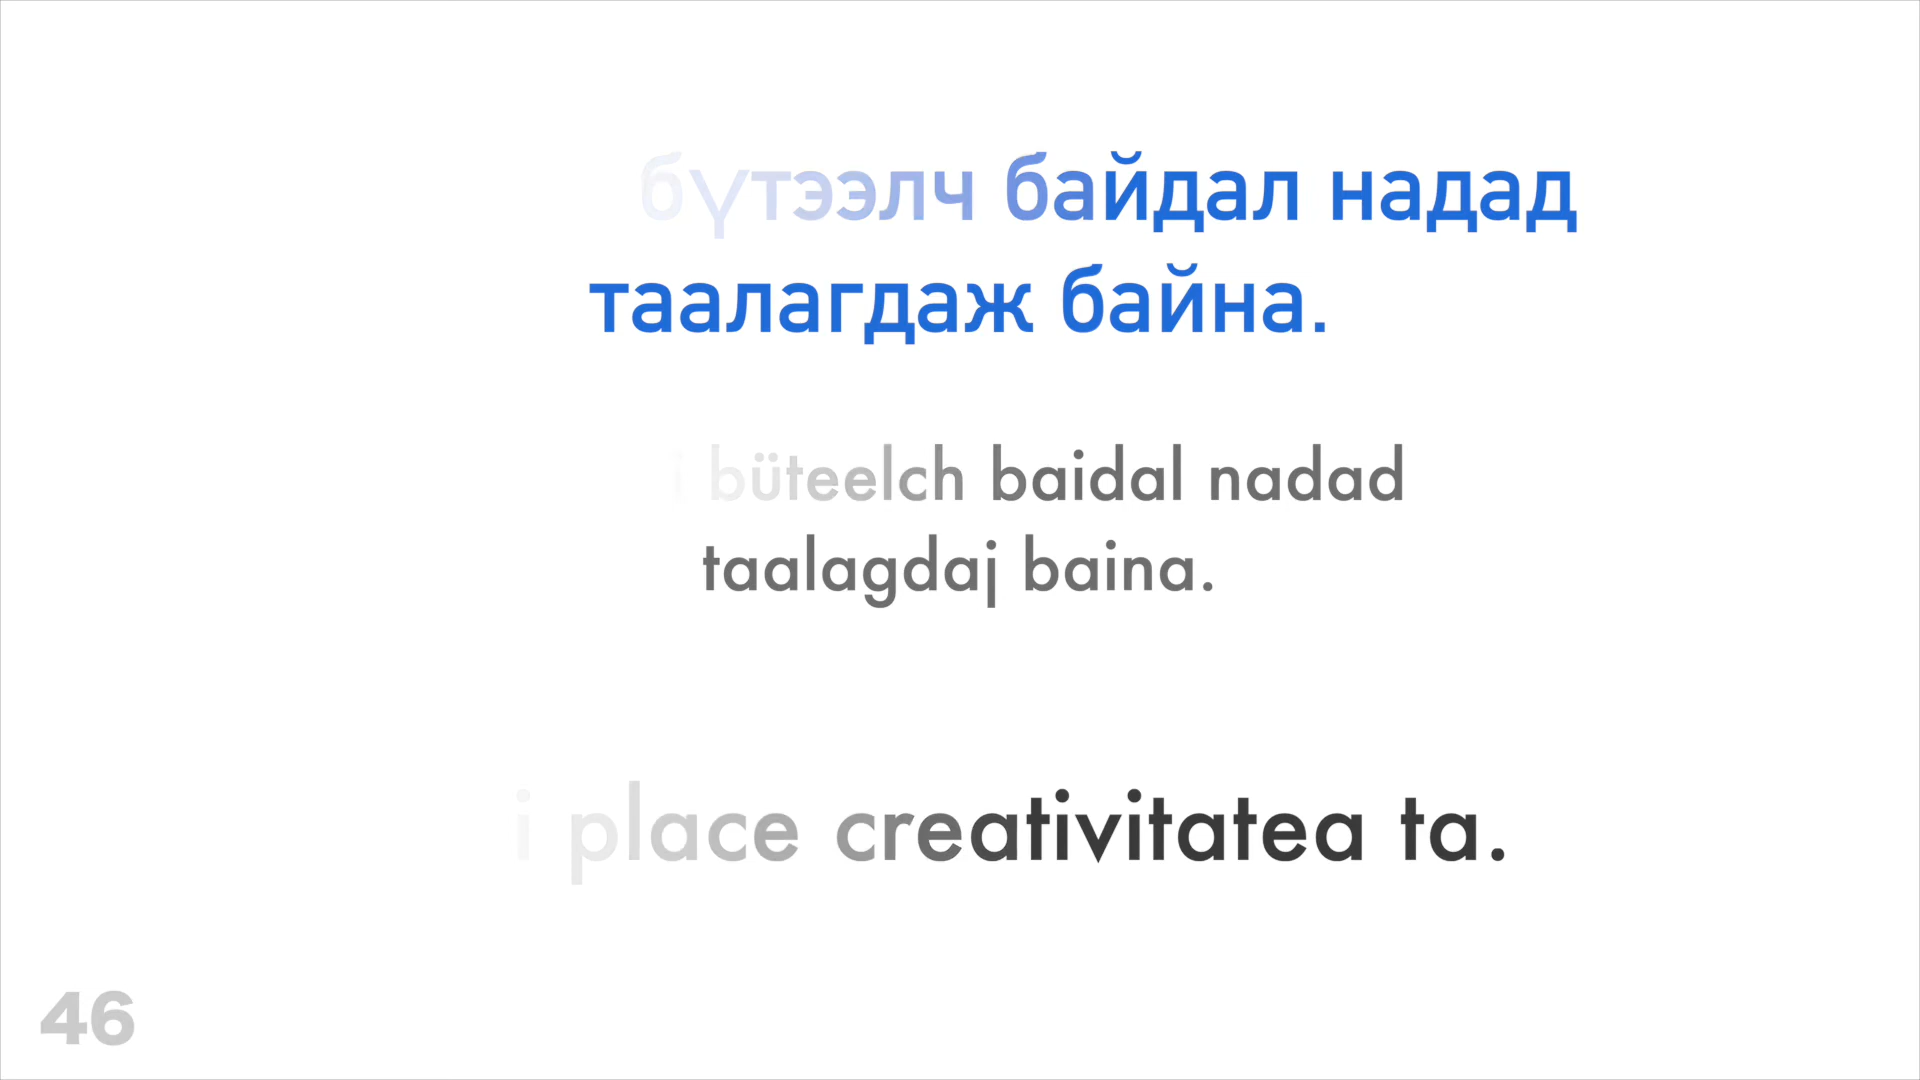 бүтээлч байдал надад
таалагдаж байна.
i büteelch baidal nadad
taalagdaj baina.
i place creativitatea ta.
46